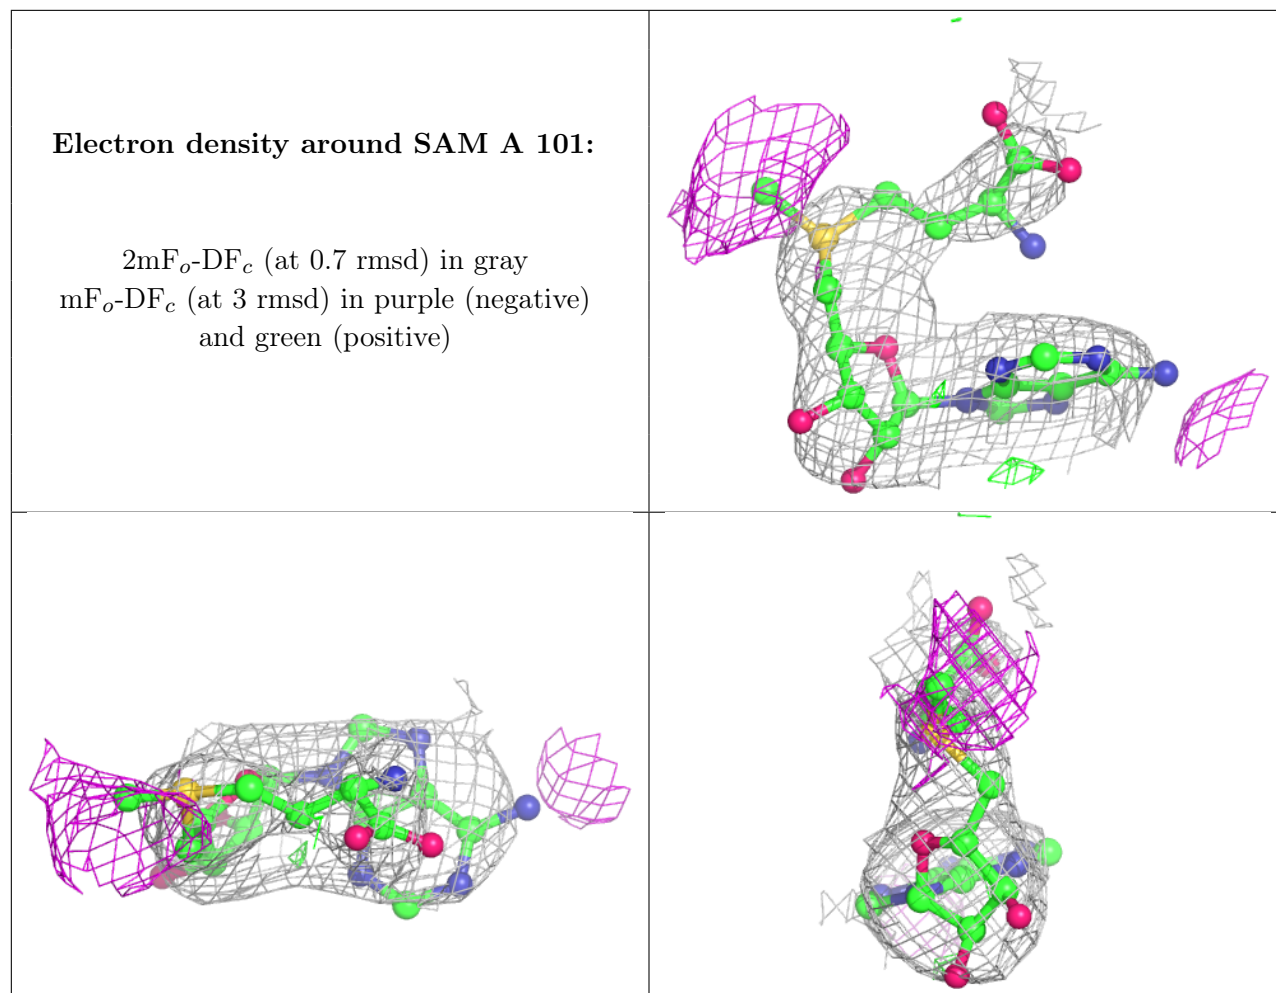 Electron density around SAM A 101:
2mFo-DFc (at 0.7 rmsd) in gray
mFo-DFc (at 3 rmsd) in purple (negative)
and green (positive)